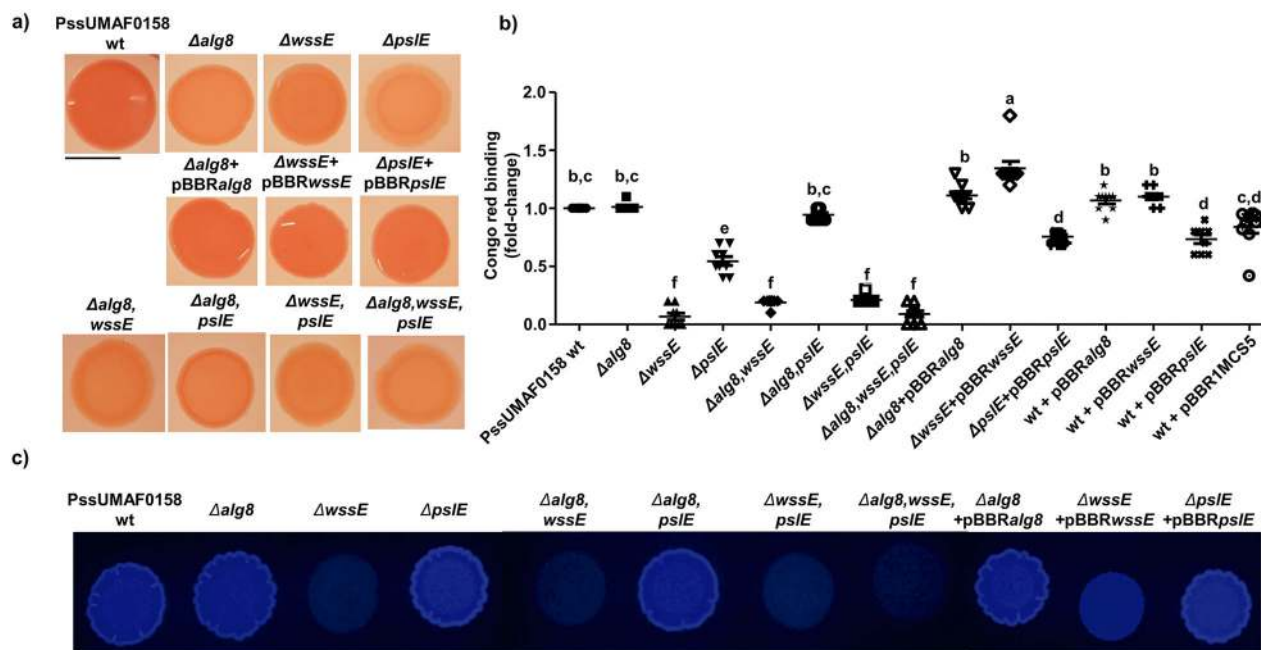 a)
PssUMAF0158
wt
Δalg8
ΔwssE
ΔpslE
Δalg8+
pBBRalg8
ΔwssE+
pBBRwssE
ΔpslE+
pBBRpslE
Δalg8,
wssE
Δalg8,
pslE
ΔwssE,
pslE
Δalg8,wssE,
pslE
b)
Congo red binding
(fold-change)
2.0
1.5
1.0
0.5
0.0
b,c
b,c
f
e
f
b,c
f
f
b
a
d
b
b
d
c,d
PssUMAF0158 wt
Δalg8
ΔwssE
ΔpslE
Δalg8,wssE
Δalg8,pslE
ΔwssE,pslE
Δalg8,wssE,pslE
Δalg8+pBBRalg8
ΔwssE+pBBRwssE
ΔpslE+pBBRpslE
wt + pBBRalg8
wt + pBBRwssE
wt + pBBRpslE
wt + pBBR1MCS5
c)
PssUMAF0158
wt
Δalg8
ΔwssE
ΔpslE
Δalg8,
wssE
Δalg8,
pslE
ΔwssE,
pslE
Δalg8,wssE,
pslE
Δalg8
+pBBRalg8
ΔwssE
+pBBRwssE
ΔpslE
+pBBRpslE